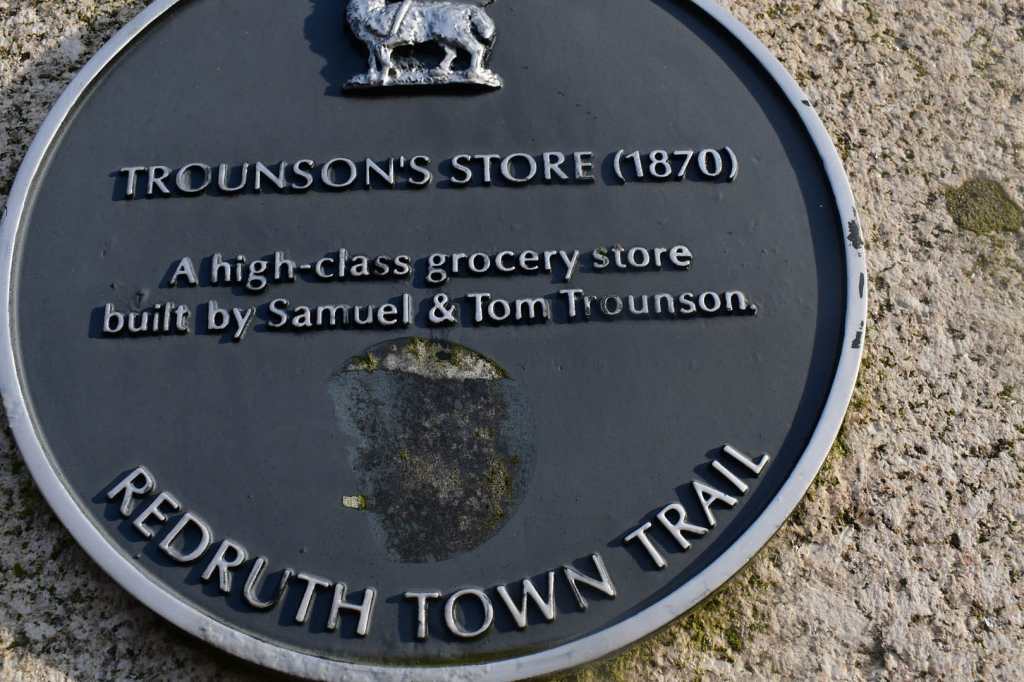 TROUNSON'S STORE (1870)
A high-class grocery store
built by Samuel & Tom Trounson.
REDRUTH TOWN TRAIL